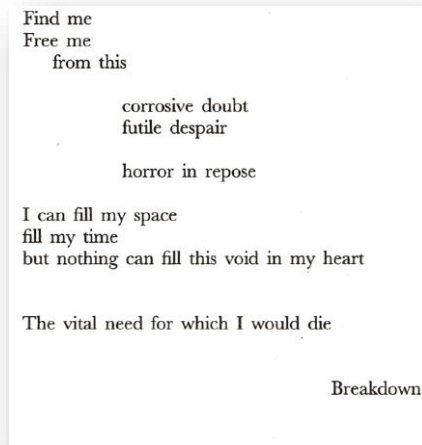 Find me
Free me
from this
corrosive doubt
futile despair
horror in repose
I can fill my space
fill my time
but nothing can fill this void in my heart
The vital need for which I would die
Breakdown